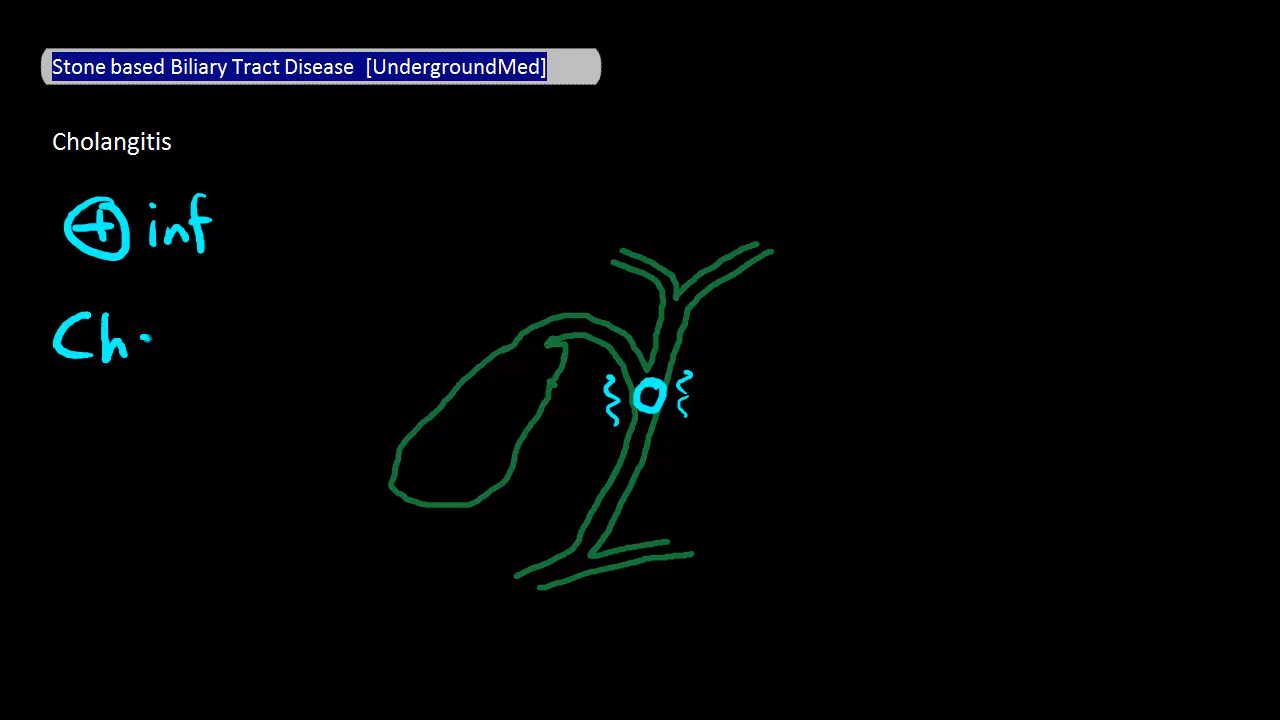 Stone based Biliary Tract Disease [UndergroundMed]
Cholangitis
+ inf
Ch